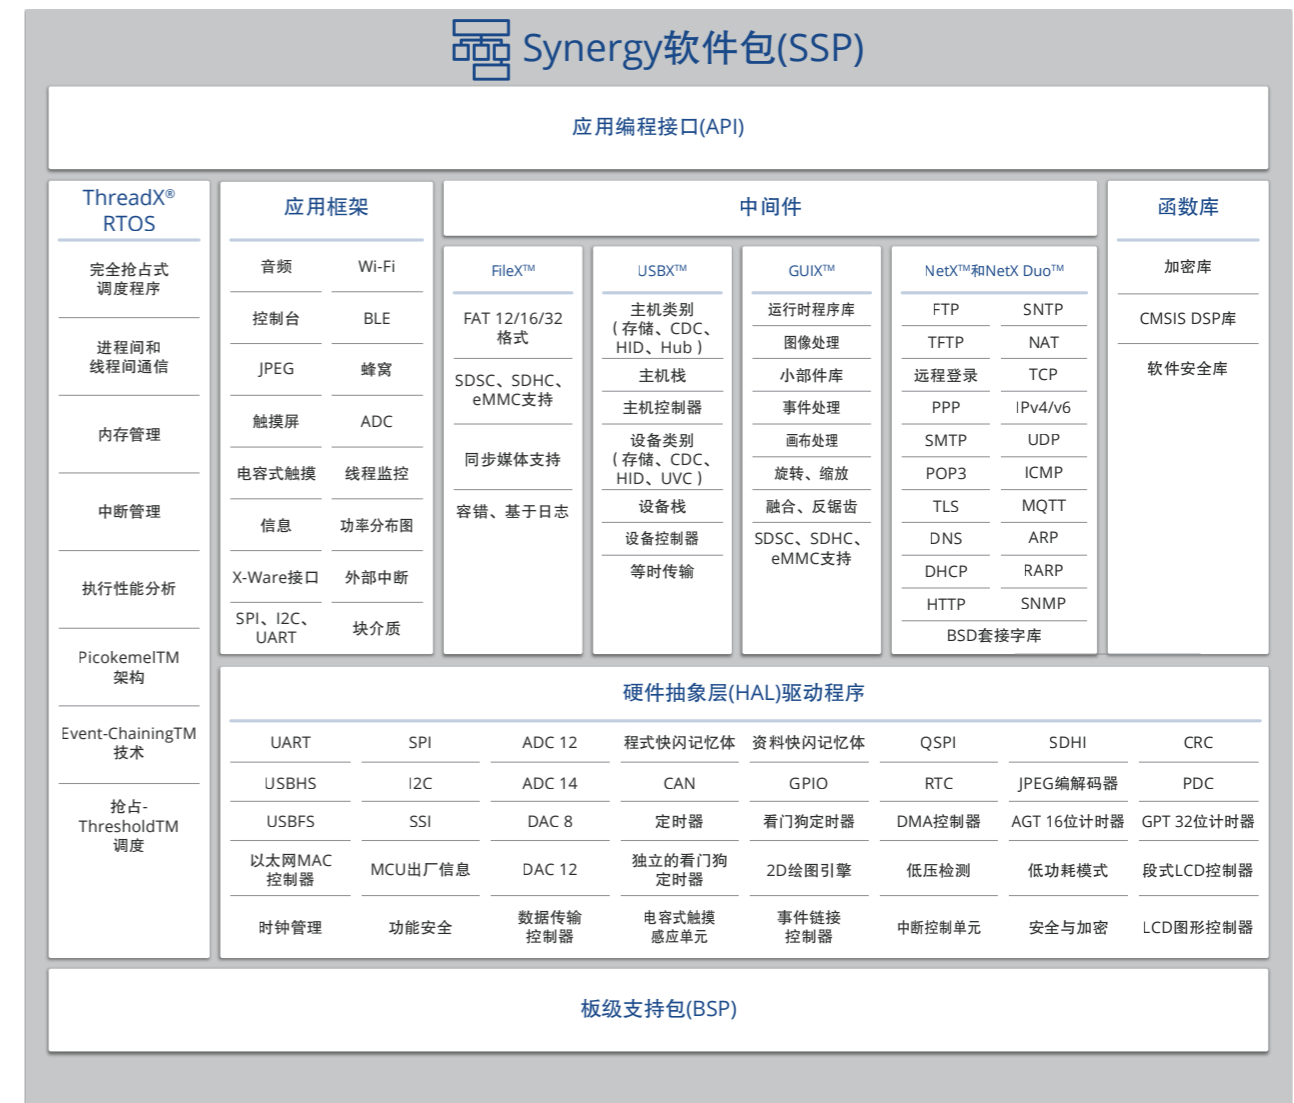 Synergy软件包(SSP)
应用编程接口(API)
ThreadX®
RTOS
完全抢占式
调度程序
进程间和
线程间通信
内存管理
中断管理
执行性能分析
PicokemelTM
架构
Event-ChainingTM
技术
抢占-
ThresholdTM
调度
应用框架
音频 Wi-Fi
控制台 BLE
JPEG 蜂窝
触摸屏 ADC
电容式触摸 线程监控
信息 功率分布图
X-Ware接口 外部中断
SPI、I2C、
UART
块介质
中间件
FileX™
FAT 12/16/32
格式
SDSC、SDHC、
eMMC支持
同步媒体支持
容错、基于日志
USBX™
主机类别
(存储、CDC、
HID、Hub)
主机栈
主机控制器
设备类别
(存储、CDC、
HID、UVC)
设备栈
设备控制器
等时传输
GUIX™
运行时程序库
图像处理
小部件库
事件处理
画布处理
旋转、缩放
融合、反锯齿
SDSC、SDHC、
eMMC支持
NetX™和NetX Duo™
FTP SNTP
TFTP NAT
远程登录 TCP
PPP IPv4/v6
SMTP UDP
POP3 ICMP
TLS MQTT
DNS ARP
DHCP RARP
HTTP SNMP
BSD套接字库
函数库
加密库
CMSIS DSP库
软件安全库
硬件抽象层(HAL)驱动程序
UART SPI ADC 12 程式快闪记忆体 资料快闪记忆体 QSPI SDHI CRC
USBHS I2C ADC 14 CAN GPIO RTC JPEG编解码器 PDC
USBFS SSI DAC 8 定时器 看门狗定时器 DMA控制器 AGT 16位计时器 GPT 32位计时器
以太网MAC
控制器
MCU出厂信息
DAC 12
独立的看门狗
定时器
2D绘图引擎
低压检测
低功耗模式
段式LCD控制器
时钟管理
功能安全
数据传输
控制器
电容式触摸
感应单元
事件链接
控制器
中断控制单元
安全与加密
LCD图形控制器
板级支持包(BSP)